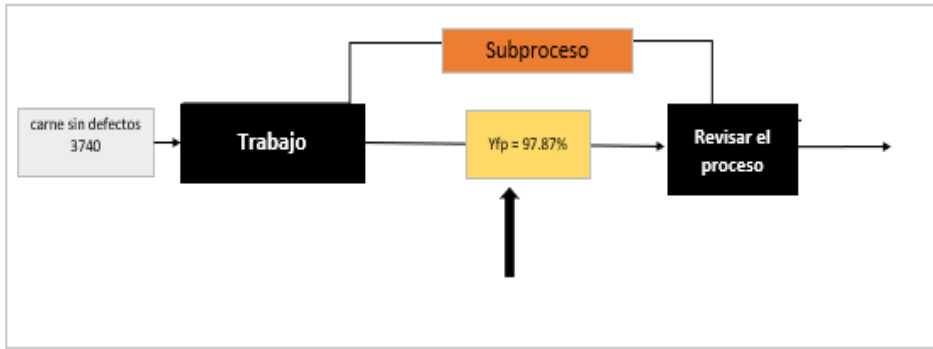 Subproceso
carne sin defectos
3740
Trabajo
Yfp = 97.87%
Revisar el
proceso